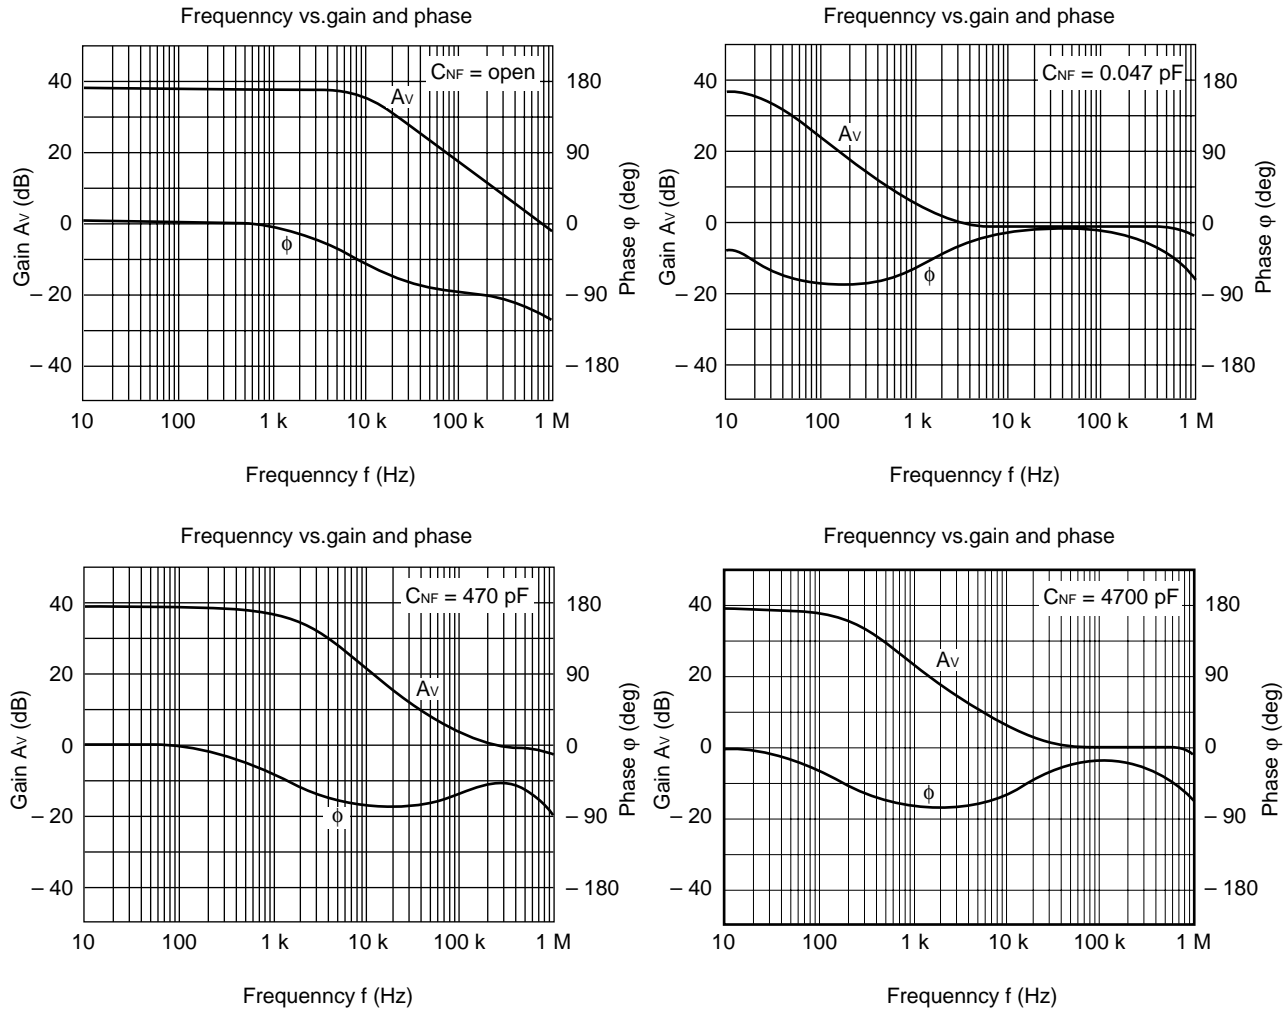 Frequenncy vs.gain and phase
CNF = open
AV
ϕ
Gain AV (dB)
40
20
0
– 20
– 40
180
90
0
– 90
– 180
Phase φ (deg)
10 100 1 k 10 k 100 k 1 M
Frequenncy f (Hz)
Frequenncy vs.gain and phase
CNF = 0.047 pF
AV
ϕ
Gain AV (dB)
40
20
0
– 20
– 40
180
90
0
– 90
– 180
Phase φ (deg)
10 100 1 k 10 k 100 k 1 M
Frequenncy f (Hz)
Frequenncy vs.gain and phase
CNF = 470 pF
AV
ϕ
Gain AV (dB)
40
20
0
– 20
– 40
180
90
0
– 90
– 180
Phase φ (deg)
10 100 1 k 10 k 100 k 1 M
Frequenncy f (Hz)
Frequenncy vs.gain and phase
CNF = 4700 pF
AV
ϕ
Gain AV (dB)
40
20
0
– 20
– 40
180
90
0
– 90
– 180
Phase φ (deg)
10 100 1 k 10 k 100 k 1 M
Frequenncy f (Hz)